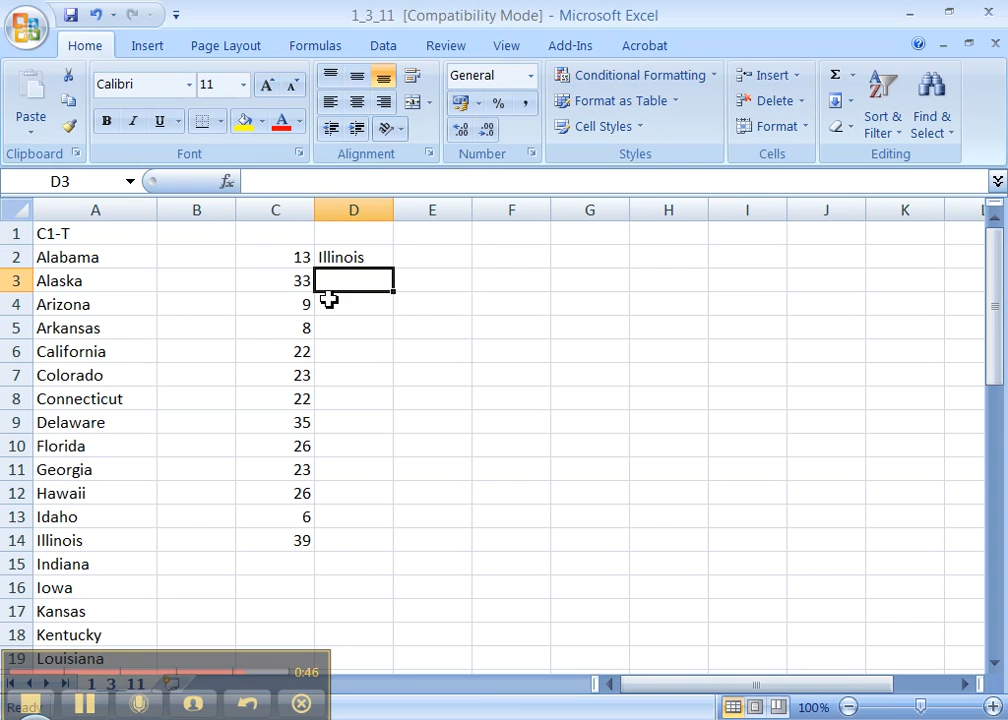 1_3_11 [Compatibility Mode] - Microsoft Excel
Home Insert Page Layout Formulas Data Review View Add-Ins Acrobat
Calibri 11 General Conditional Formatting Insert Σ
Paste Format as Table Delete Sort & Filter Find & Select
B I U A % , Cell Styles Format
Clipboard Font Alignment Number Styles Cells Editing
D3 fx
A B C D E F G H I J K L
1 C1-T
2 Alabama 13 Illinois
3 Alaska 33
4 Arizona 9
5 Arkansas 8
6 California 22
7 Colorado 23
8 Connecticut 22
9 Delaware 35
10 Florida 26
11 Georgia 23
12 Hawaii 26
13 Idaho 6
14 Illinois 39
15 Indiana
16 Iowa
17 Kansas
18 Kentucky
19 Louisiana
0:46
1_3_11
Ready 100%